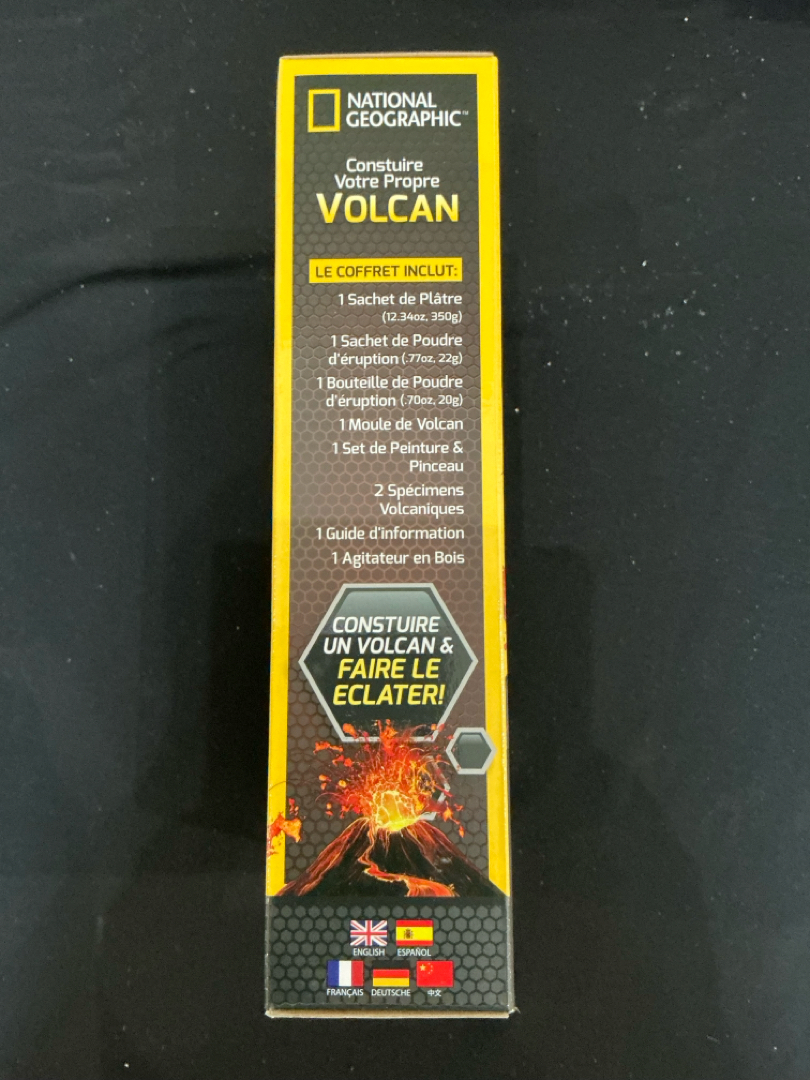 NATIONAL
GEOGRAPHIC™
Constuire
Votre Propre
VOLCAN
LE COFFRET INCLUT:
1 Sachet de Plâtre
(12.34oz, 350g)
1 Sachet de Poudre
d'éruption (.77oz, 22g)
1 Bouteille de Poudre
d'éruption (.70oz, 20g)
1 Moule de Volcan
1 Set de Peinture &
Pinceau
2 Spécimens
Volcaniques
1 Guide d'information
1 Agitateur en Bois
CONSTUIRE
UN VOLCAN &
FAIRE LE
ECLATER!
ENGLISH ESPAÑOL
FRANÇAIS DEUTSCHE 中文